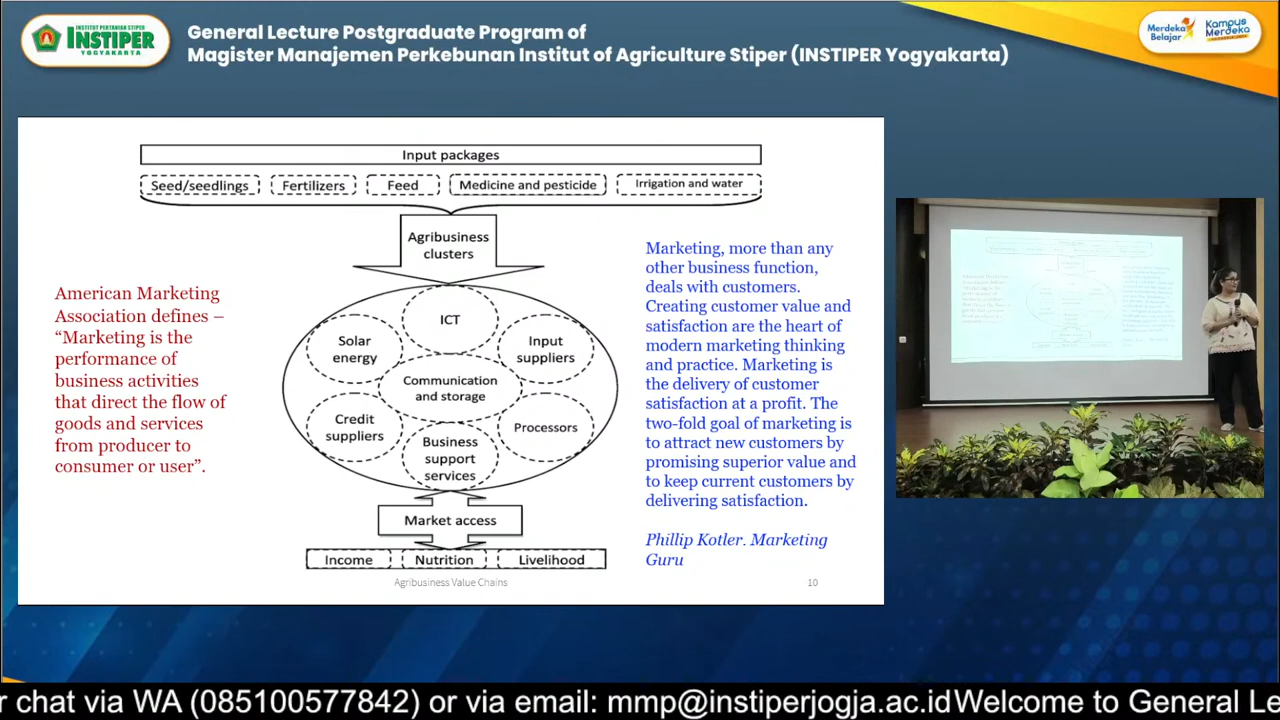 INSTITUT PERTANIAN STIPER
INSTIPER
YOGYAKARTA
General Lecture Postgraduate Program of
Magister Manajemen Perkebunan Institut of Agriculture Stiper (INSTIPER Yogyakarta)
Merdeka
Belajar
Kampus
Merdeka
Input packages
Seed/seedlings
Fertilizers
Feed
Medicine and pesticide
Irrigation and water
Agribusiness
clusters
ICT
Solar
energy
Input
suppliers
Communication
and storage
Credit
suppliers
Business
support
services
Processors
Market access
Income
Nutrition
Livelihood
American Marketing
Association defines –
“Marketing is the
performance of
business activities
that direct the flow of
goods and services
from producer to
consumer or user”.
Marketing, more than any
other business function,
deals with customers.
Creating customer value and
satisfaction are the heart of
modern marketing thinking
and practice. Marketing is
the delivery of customer
satisfaction at a profit. The
two-fold goal of marketing is
to attract new customers by
promising superior value and
to keep current customers by
delivering satisfaction.
Phillip Kotler. Marketing
Guru
Agribusiness Value Chains
10
r chat via WA (085100577842) or via email: mmp@instiperjogja.ac.idWelcome to General Le